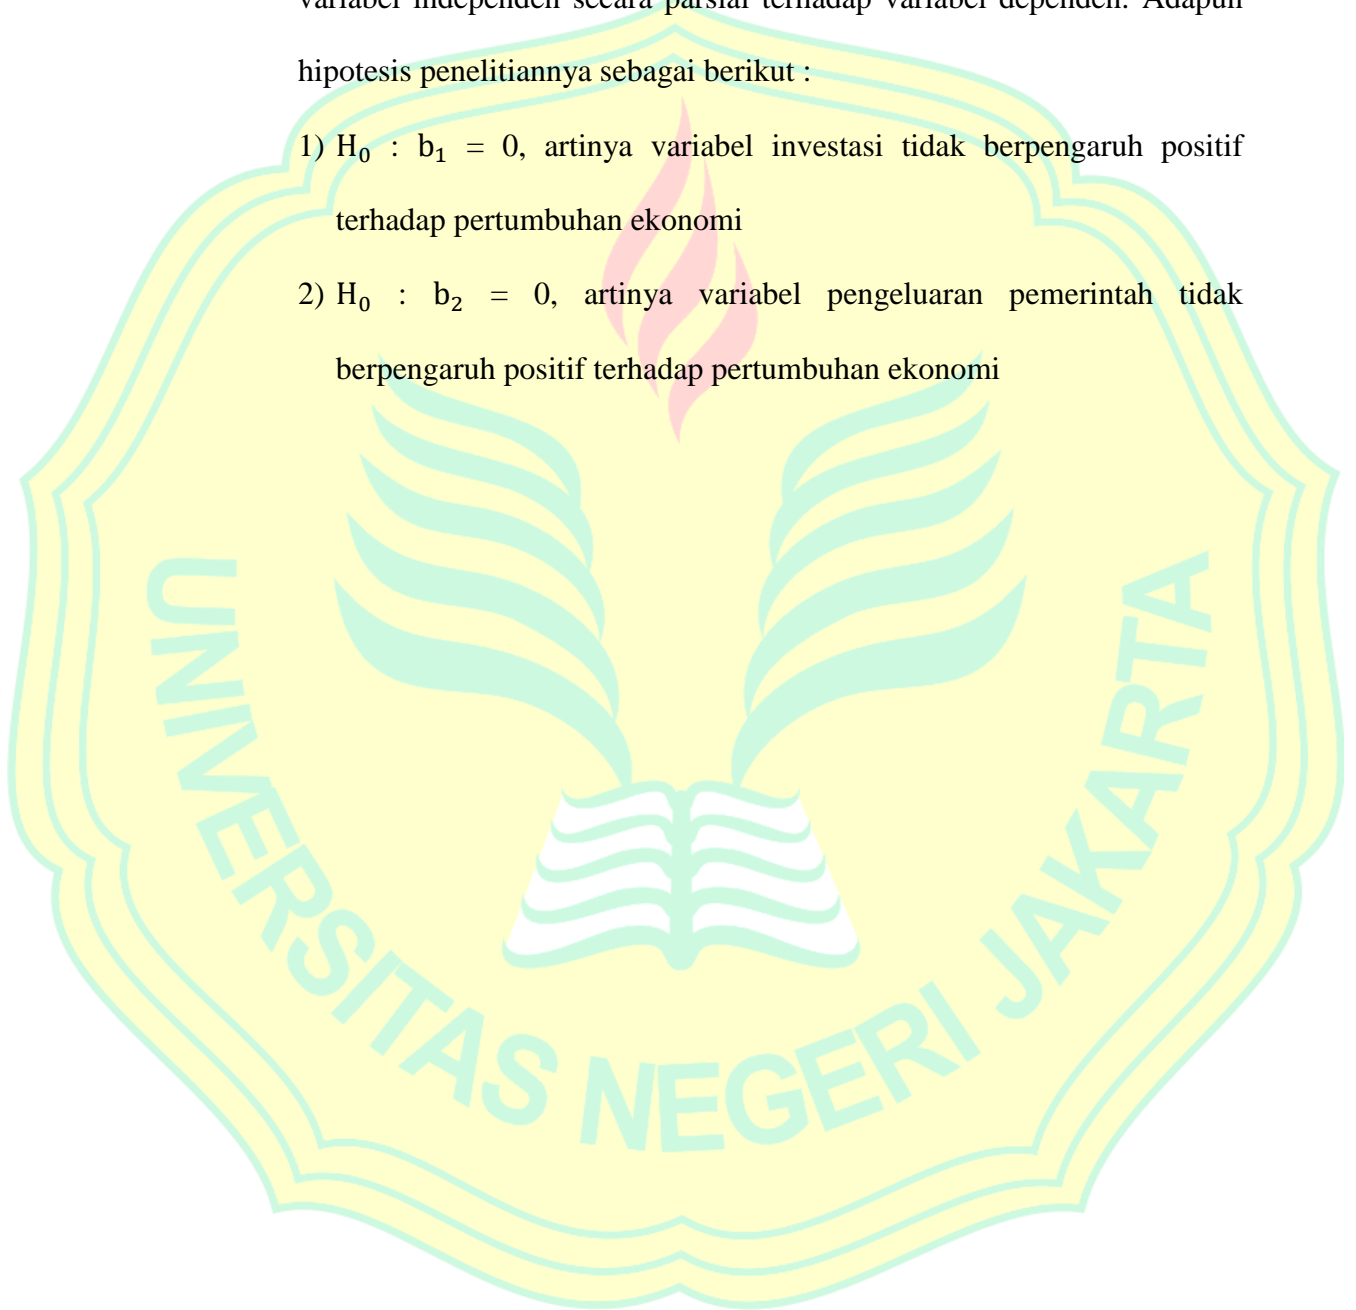 variabel independen secara parsial terhadap variabel dependen. Adapun
hipotesis penelitiannya sebagai berikut :
1) H₀ : b₁ = 0, artinya variabel investasi tidak berpengaruh positif
terhadap pertumbuhan ekonomi
2) H₀ : b₂ = 0, artinya variabel pengeluaran pemerintah tidak
berpengaruh positif terhadap pertumbuhan ekonomi
UNIVERSITAS NEGERI JAKARTA